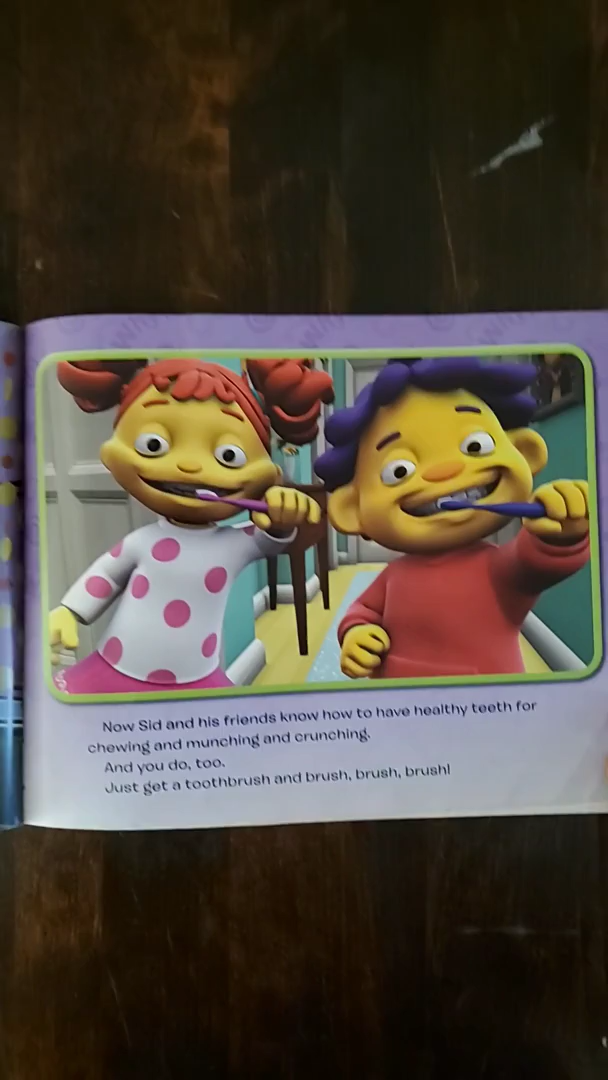 Now Sid and his friends know how to have healthy teeth for
chewing and munching and crunching.
And you do, too.
Just get a toothbrush and brush, brush, brush!